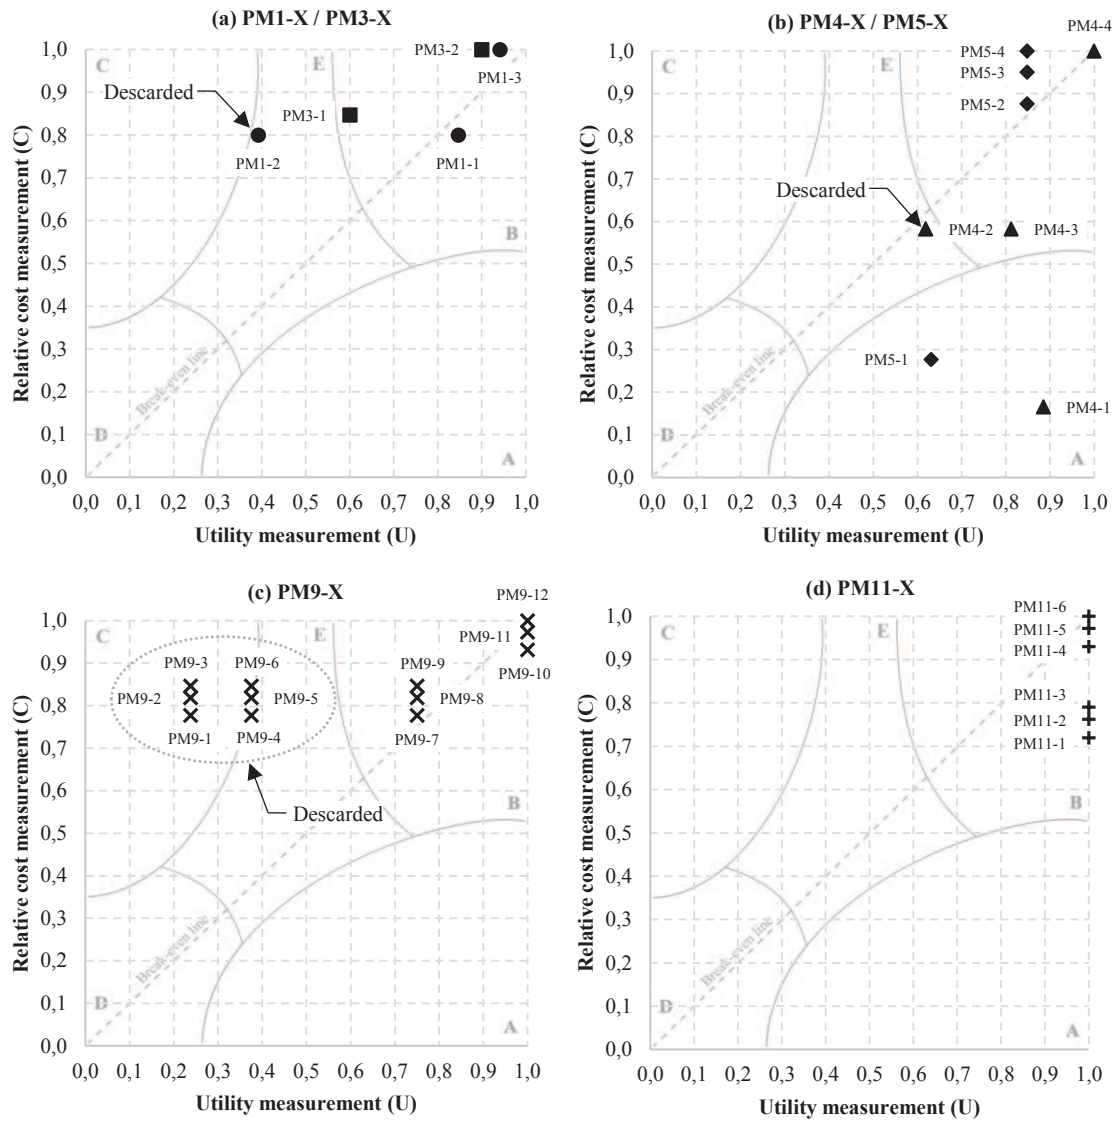 (a) PM1-X / PM3-X
Relative cost measurement (C)
1,0
0,9
0,8
0,7
0,6
0,5
0,4
0,3
0,2
0,1
0,0
C
E
B
D
A
Descarded
PM3-2
PM1-3
PM3-1
PM1-2
PM1-1
Break-even line
0,0 0,1 0,2 0,3 0,4 0,5 0,6 0,7 0,8 0,9 1,0
Utility measurement (U)
(b) PM4-X / PM5-X
Relative cost measurement (C)
1,0
0,9
0,8
0,7
0,6
0,5
0,4
0,3
0,2
0,1
0,0
C
E
B
D
A
PM4-4
PM5-4
PM5-3
PM5-2
Descarded
PM4-2
PM4-3
PM5-1
PM4-1
Break-even line
0,0 0,1 0,2 0,3 0,4 0,5 0,6 0,7 0,8 0,9 1,0
Utility measurement (U)
(c) PM9-X
Relative cost measurement (C)
1,0
0,9
0,8
0,7
0,6
0,5
0,4
0,3
0,2
0,1
0,0
C
E
B
D
A
PM9-12
PM9-11
PM9-10
PM9-3
PM9-6
PM9-9
PM9-2
PM9-5
PM9-8
PM9-1
PM9-4
PM9-7
Descarded
Break-even line
0,0 0,1 0,2 0,3 0,4 0,5 0,6 0,7 0,8 0,9 1,0
Utility measurement (U)
(d) PM11-X
Relative cost measurement (C)
1,0
0,9
0,8
0,7
0,6
0,5
0,4
0,3
0,2
0,1
0,0
C
E
B
D
A
PM11-6
PM11-5
PM11-4
PM11-3
PM11-2
PM11-1
Break-even line
0,0 0,1 0,2 0,3 0,4 0,5 0,6 0,7 0,8 0,9 1,0
Utility measurement (U)